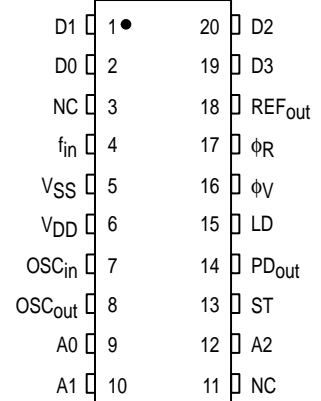 D1 1 20 D2
D0 2 19 D3
NC 3 18 REFout
fin 4 17 ϕR
VSS 5 16 ϕV
VDD 6 15 LD
OSCin 7 14 PDout
OSCout 8 13 ST
A0 9 12 A2
A1 10 11 NC